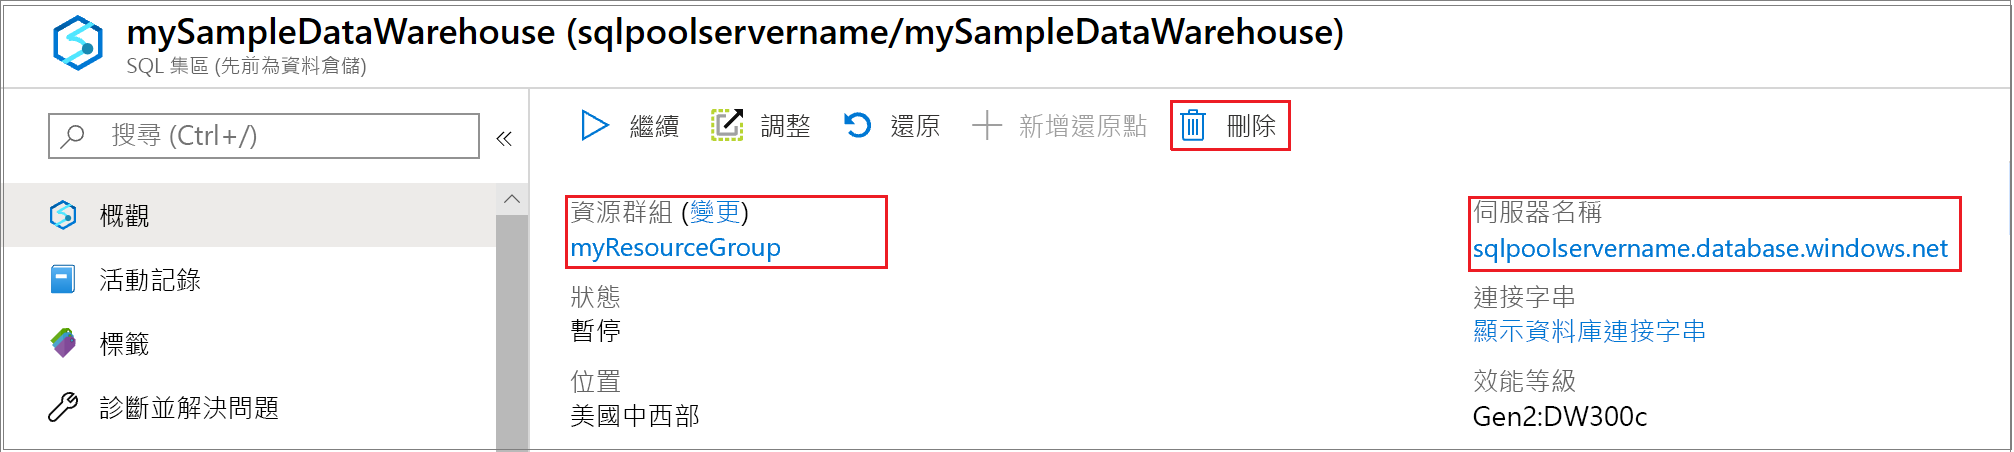 mySampleDataWarehouse (sqlpoolservername/mySampleDataWarehouse)
SQL 集區 (先前為資料倉儲)
搜尋 (Ctrl+/)
«
繼續
調整
還原
新增還原點
刪除
概觀
活動記錄
標籤
診斷並解決問題
資源群組 (變更)
myResourceGroup
狀態
暫停
位置
美國中西部
伺服器名稱
sqlpoolservername.database.windows.net
連接字串
顯示資料庫連接字串
效能等級
Gen2:DW300c